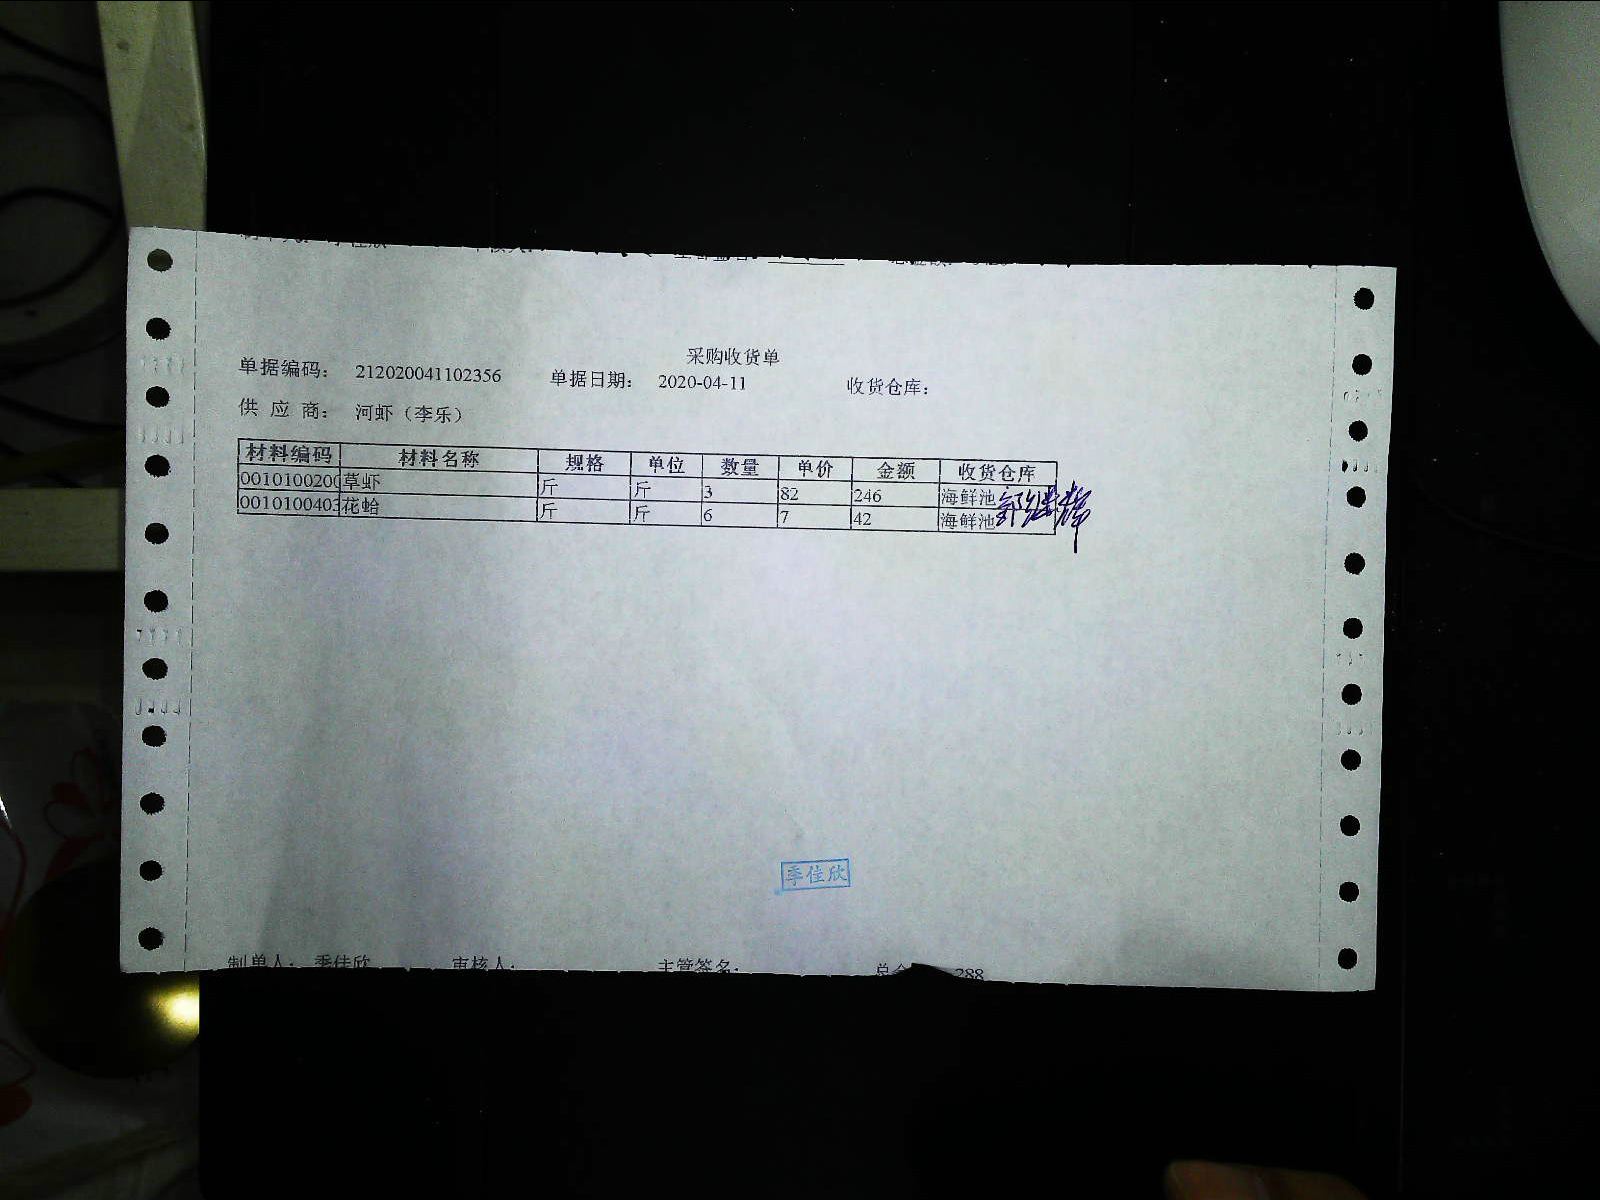 采购收货单
单据编码： 212020041102356 单据日期： 2020-04-11 收货仓库：
供 应 商： 河虾（李乐）
材料编码 材料名称 规格 单位 数量 单价 金额 收货仓库
0010100200 草虾 斤 斤 3 82 246 海鲜池
0010100403 花蛤 斤 斤 6 7 42 海鲜池
季佳欣
制单人： 季佳欣 审核人： 主管签名： 总 288